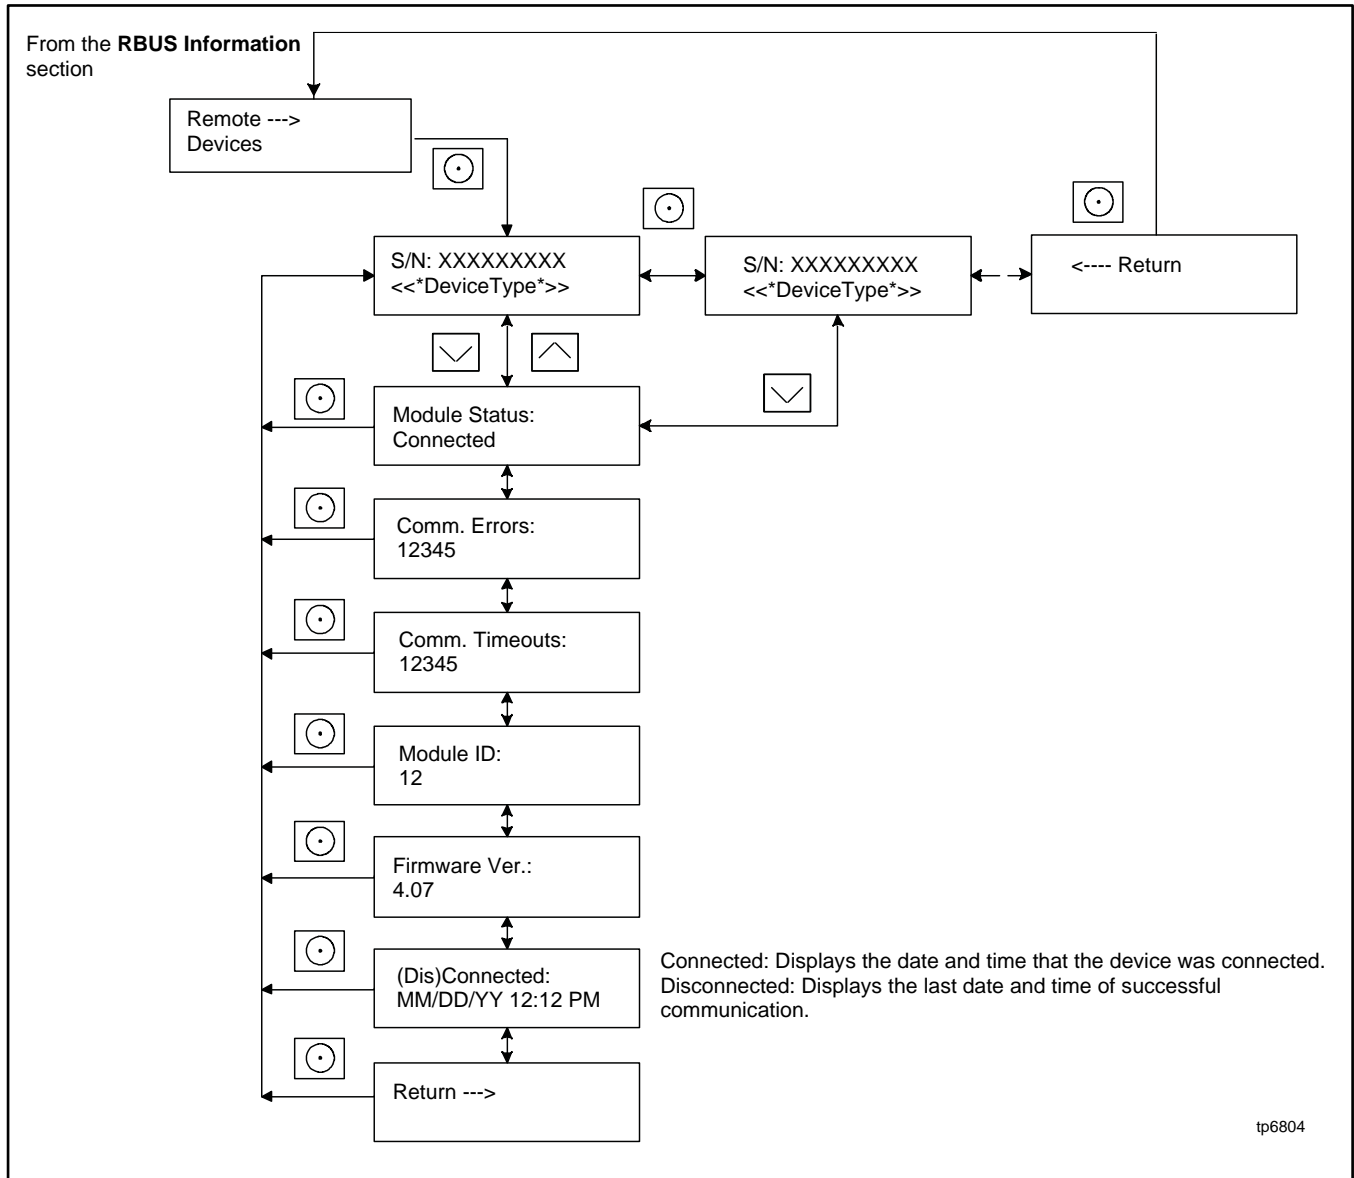 From the RBUS Information
section
Remote --->
Devices
S/N: XXXXXXXXX
<<*DeviceType*>>
S/N: XXXXXXXXX
<<*DeviceType*>>
<---- Return
Module Status:
Connected
Comm. Errors:
12345
Comm. Timeouts:
12345
Module ID:
12
Firmware Ver.:
4.07
(Dis)Connected:
MM/DD/YY 12:12 PM
Connected: Displays the date and time that the device was connected.
Disconnected: Displays the last date and time of successful
communication.
Return --->
tp6804